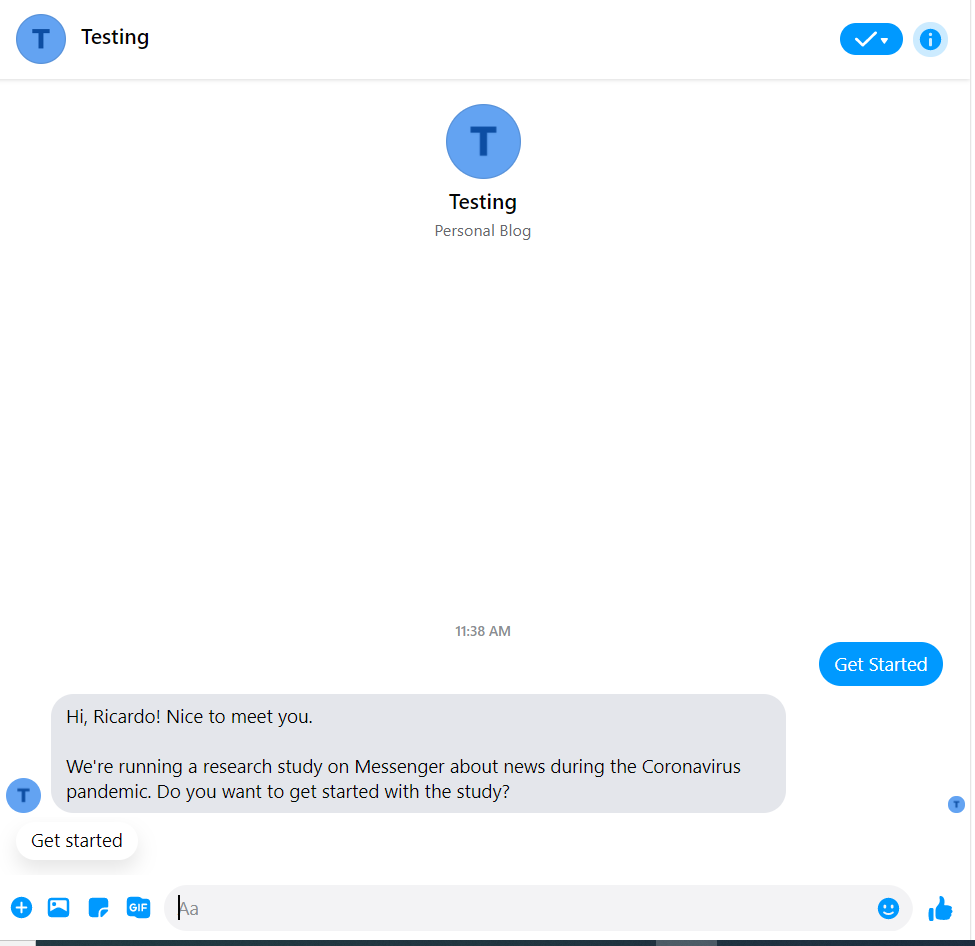 T
Testing
T
Testing
Personal Blog
11:38 AM
Get Started
Hi, Ricardo! Nice to meet you.
We're running a research study on Messenger about news during the Coronavirus
pandemic. Do you want to get started with the study?
T
T
Get started
GIF
Aa